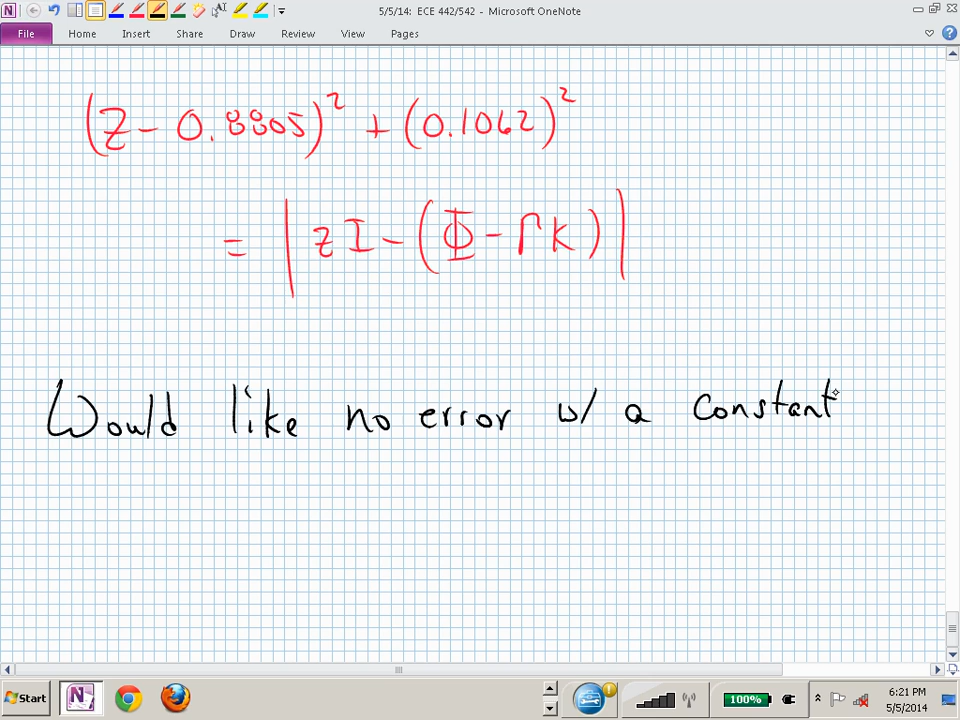 5/5/14: ECE 442/542 - Microsoft OneNote
File Home Insert Share Draw Review View Pages
(Z - 0.8805)² + (0.1062)²
= | zI - (Φ - ΓK) |
Would like no error w/ a constant
Start
100%
6:21 PM
5/5/2014